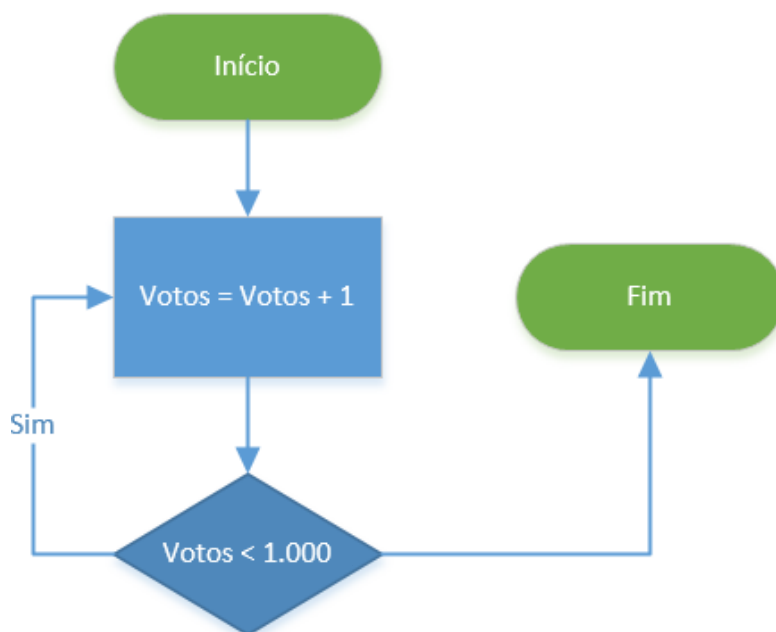 Início
Votos = Votos + 1
Fim
Sim
Votos < 1.000